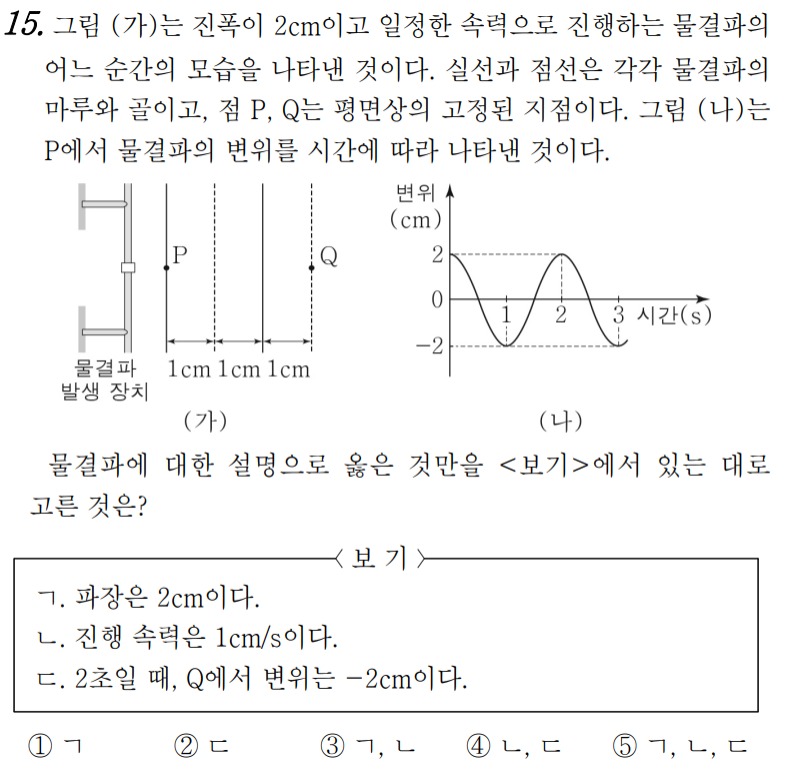 15. 그림 (가)는 진폭이 2cm이고 일정한 속력으로 진행하는 물결파의
어느 순간의 모습을 나타낸 것이다. 실선과 점선은 각각 물결파의
마루와 골이고, 점 P, Q는 평면상의 고정된 지점이다. 그림 (나)는
P에서 물결파의 변위를 시간에 따라 나타낸 것이다.
P
Q
1cm 1cm 1cm
물결파
발생 장치
(가)
변위
(cm)
2
0
-2
1 2 3 시간(s)
(나)
물결파에 대한 설명으로 옳은 것만을 <보기>에서 있는 대로
고른 것은?
<보 기>
ㄱ. 파장은 2cm이다.
ㄴ. 진행 속력은 1cm/s이다.
ㄷ. 2초일 때, Q에서 변위는 -2cm이다.
① ㄱ ② ㄷ ③ ㄱ, ㄴ ④ ㄴ, ㄷ ⑤ ㄱ, ㄴ, ㄷ